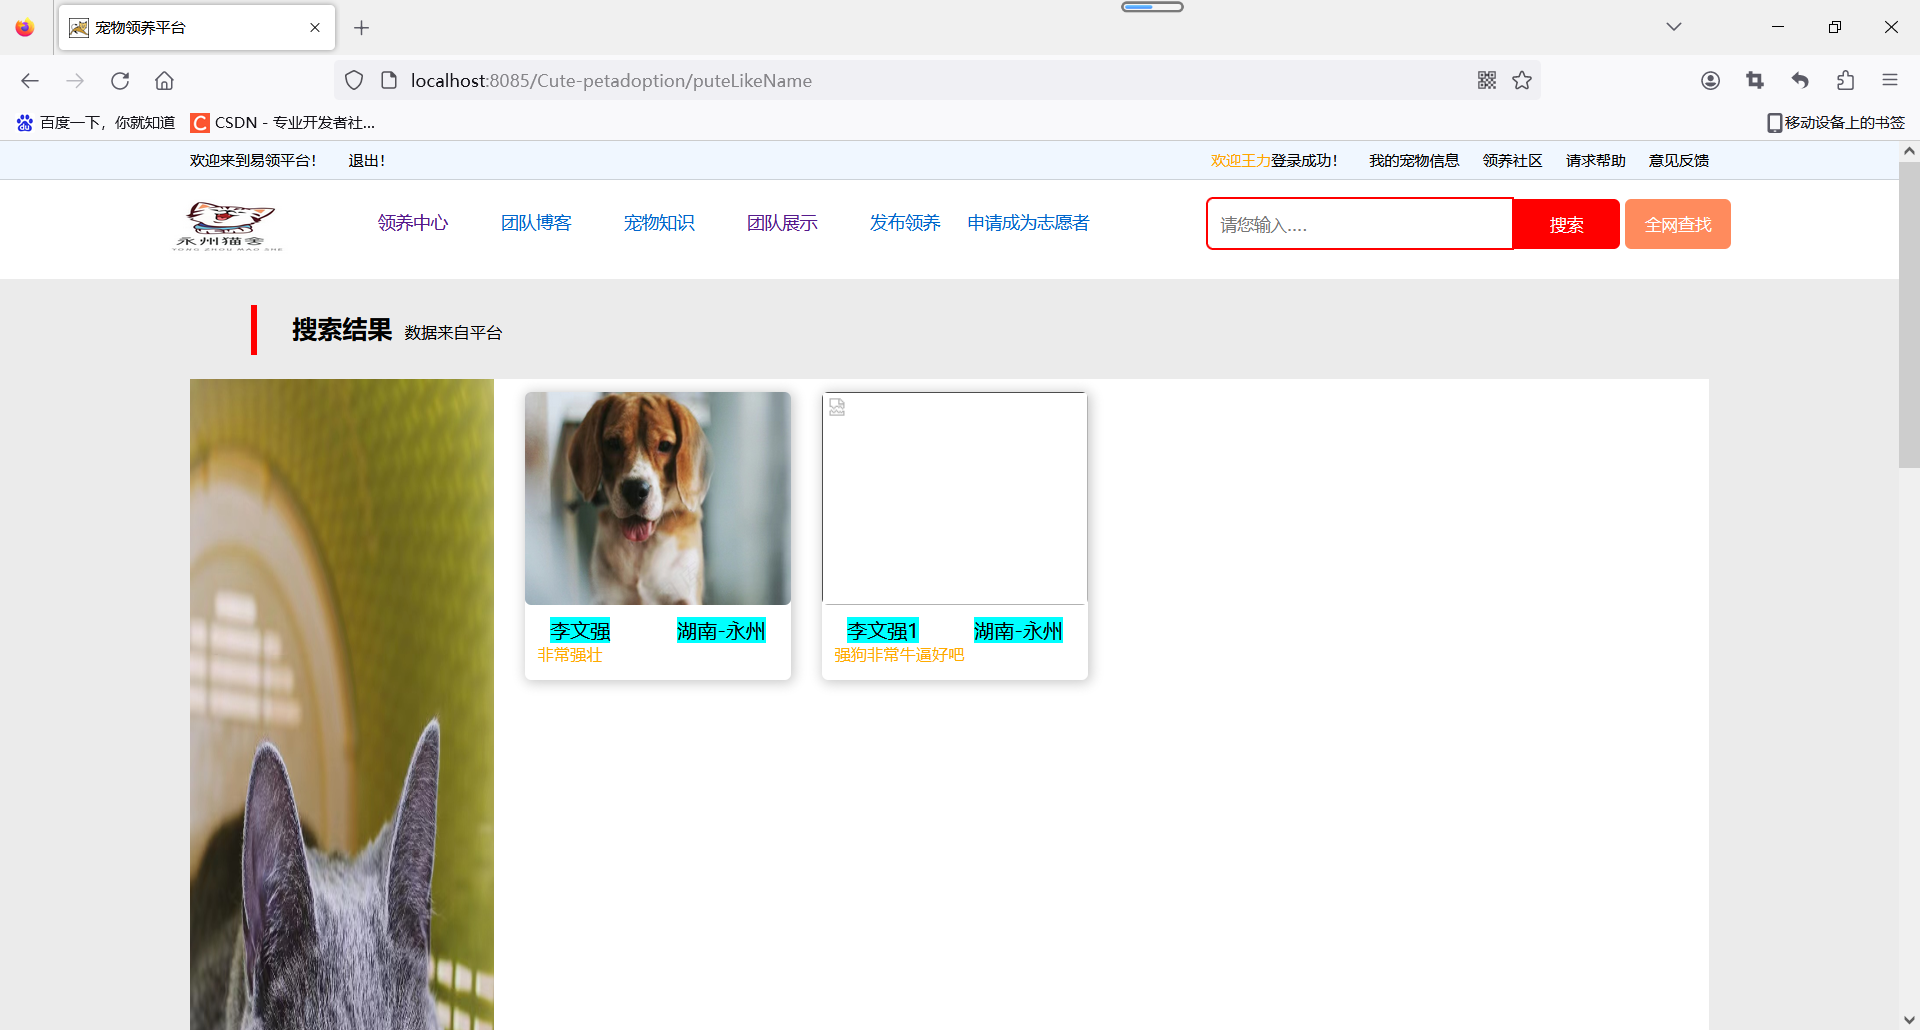 宠物领养平台
localhost:8085/Cute-petadoption/puteLikeName
百度一下，你就知道 CSDN - 专业开发者社... 移动设备上的书签
欢迎来到易领平台！ 退出！ 欢迎王力登录成功！ 我的宠物信息 领养社区 请求帮助 意见反馈
永州猫舍
YONG ZHOU MAO SHE
领养中心 团队博客 宠物知识 团队展示 发布领养 申请成为志愿者 请您输入.... 搜索 全网查找
搜索结果 数据来自平台
李文强 湖南-永州
非常强壮
李文强1 湖南-永州
强狗非常牛逼好吧